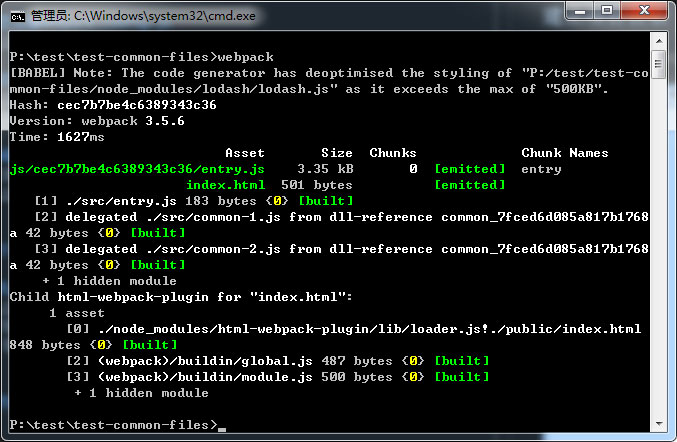 管理员: C:\Windows\system32\cmd.exe
P:\test\test-common-files>webpack
[BABEL] Note: The code generator has deoptimised the styling of "P:/test/test-co
mmon-files/node_modules/lodash/lodash.js" as it exceeds the max of "500KB".
Hash: cec7b7be4c6389343c36
Version: webpack 3.5.6
Time: 1627ms
Asset Size Chunks Chunk Names
js/cec7b7be4c6389343c36/entry.js 3.35 kB 0 [emitted] entry
index.html 501 bytes [emitted]
[1] ./src/entry.js 183 bytes {0} [built]
[2] delegated ./src/common-1.js from dll-reference common_7fced6d085a817b1768
a 42 bytes {0} [built]
[3] delegated ./src/common-2.js from dll-reference common_7fced6d085a817b1768
a 42 bytes {0} [built]
+ 1 hidden module
Child html-webpack-plugin for "index.html":
1 asset
[0] ./node_modules/html-webpack-plugin/lib/loader.js!./public/index.html
848 bytes {0} [built]
[2] (webpack)/buildin/global.js 487 bytes {0} [built]
[3] (webpack)/buildin/module.js 500 bytes {0} [built]
+ 1 hidden module
P:\test\test-common-files>